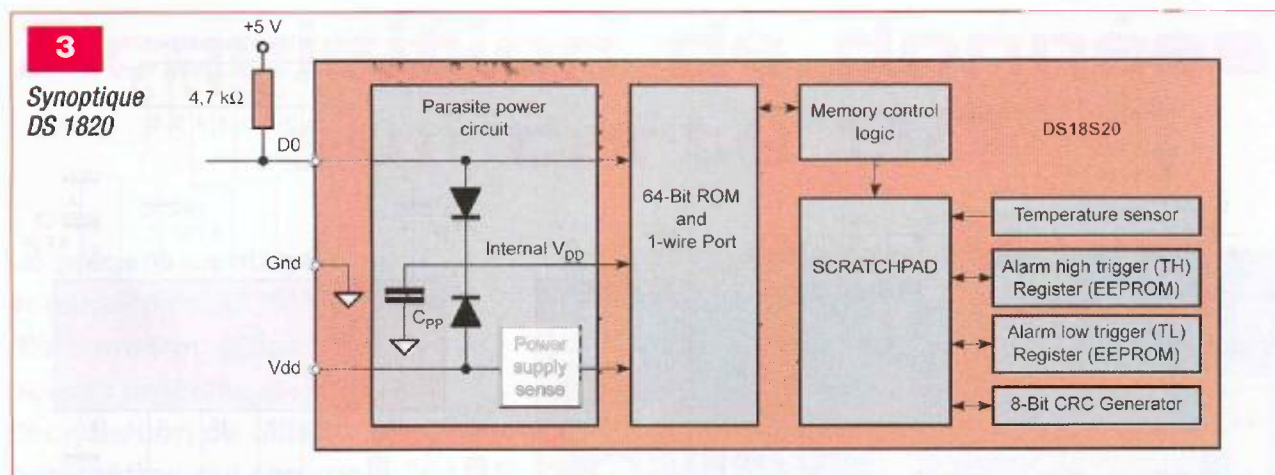 3
Synoptique
DS 1820
+5 V
4,7 kΩ
D0
Gnd
Vdd
Parasite power
circuit
Internal VDD
CPP
Power
supply
sense
64-Bit ROM
and
1-wire Port
Memory control
logic
SCRATCHPAD
DS18S20
Temperature sensor
Alarm high trigger (TH)
Register (EEPROM)
Alarm low trigger (TL)
Register (EEPROM)
8-Bit CRC Generator